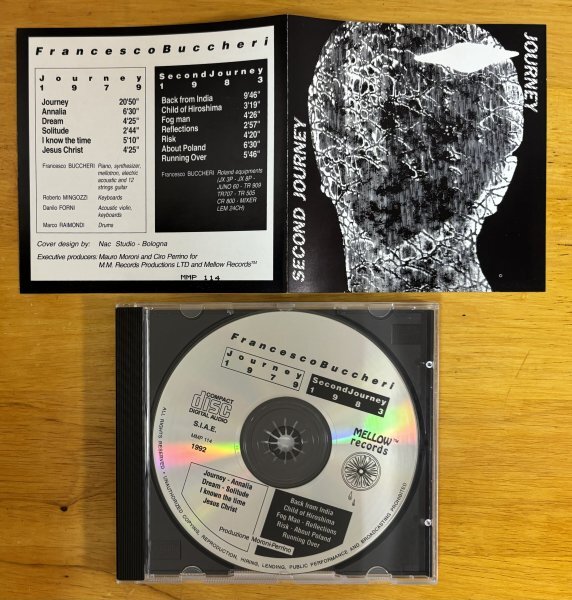 FrancescoBuccheri
Journey
1979
Journey 20'50"
Annalia 6'30"
Dream 4'25"
Solitude 2'44"
I know the time 5'10"
Jesus Christ 4'25"
Francesco BUCCHERI Piano, synthesizer,
mellotron, electric
acoustic and 12
strings guitar
Roberto MINGOZZI Keyboards
Danilo FORNI Acoustic violic,
keyboards
Marco RAIMONDI Drums
SecondJourney
1983
Back from India 9'46"
Child of Hiroshima 3'19"
Fog man 4'26"
Reflections 2'57"
Risk 4'20"
About Poland 6'30"
Running Over 5'46"
Francesco BUCCHERI Roland equipments
(JX 3P - JX 8P -
JUNO 60 - TR 909
TR707 - TR 505
CR 800 - MIXER
LEM 24CH)
Cover design by: Nac Studio - Bologna
Executive producers: Mauro Moroni and Ciro Perrino for
M.M. Records Productions LTD and Mellow Records™
MMP 114
SECOND JOURNEY
JOURNEY
FrancescoBuccheri
Journey
1979
SecondJourney
1983
COMPACT
disc
DIGITAL AUDIO
S.I.A.E.
MMP 114
1992
MELLOW™
records
Journey - Annalia
Dream - Solitude
I known the time
Jesus Christ
Back from India
Child of Hiroshima
Fog Man - Reflections
Risk - About Poland
Running Over
Produzione Moroni-Perrino
ALL RIGHTS RESERVED - UNAUTHORIZED COPYING, REPRODUCTION, HIRING, LENDING, PUBLIC PERFORMANCE AND BROADCASTING PROHIBITED